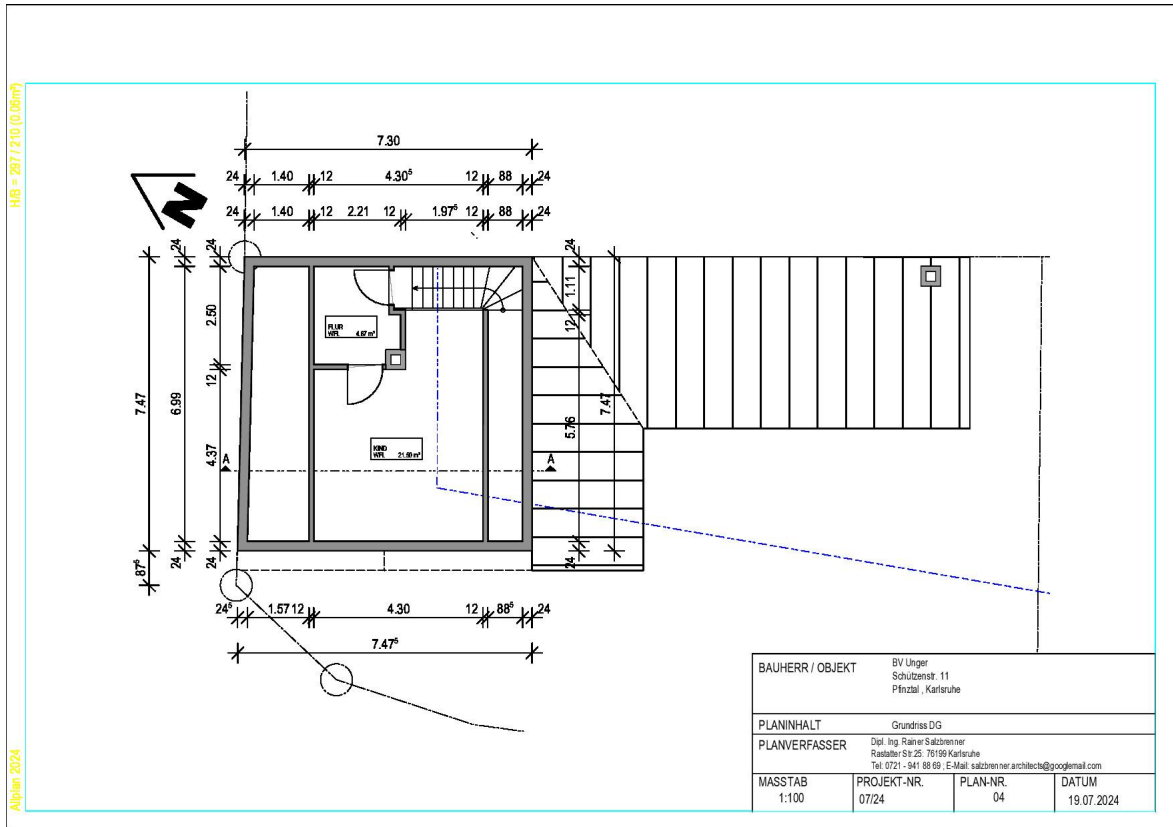 H/B = 297 / 210 (0.06m²)
Allplan 2024
N
7.30
24 1.40 12 4.30⁵ 12 88 24
24 1.40 12 2.21 12 1.97⁵ 12 88 24
24 24 24
7.47
6.99
2.50
12
4.37
24 24
87⁵
24
1.11
12
7.47
5.76
24
FLUR
WFL. 4.67 m²
KIND
WFL. 21.50 m²
A A
24⁵ 1.57 12 4.30 12 88⁵ 24
7.47⁵
BAUHERR / OBJEKT
BV Unger
Schützenstr. 11
Pfinztal , Karlsruhe
PLANINHALT
Grundriss DG
PLANVERFASSER
Dipl. Ing. Rainer Salzbrenner
Rastatter Str.25; 76199 Karlsruhe
Tel: 0721 - 941 88 69 ; E-Mail: salzbrenner.architects@googlemail.com
MASSTAB PROJEKT-NR. PLAN-NR. DATUM
1:100 07/24 04 19.07.2024